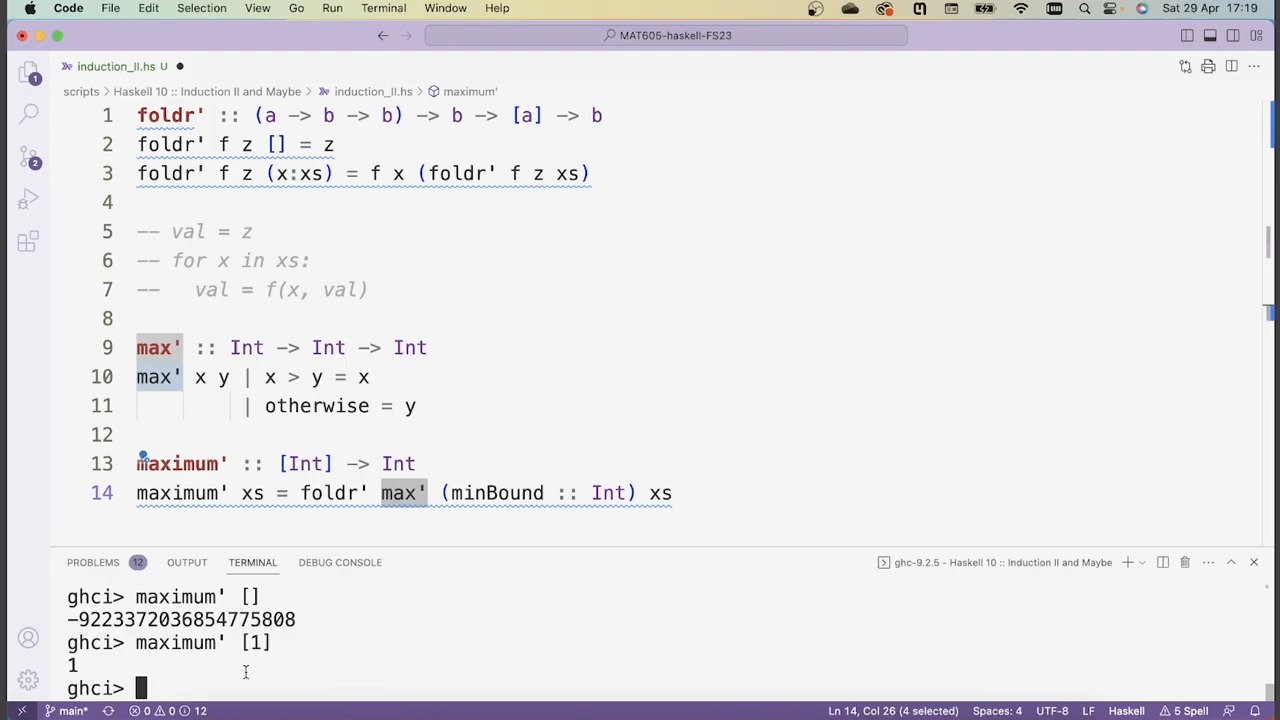 Code File Edit Selection View Go Run Terminal Window Help Sat 29 Apr 17:19
MAT605-haskell-FS23
induction_II.hs U
scripts > Haskell 10 :: Induction II and Maybe > induction_II.hs > maximum'
1 foldr' :: (a -> b -> b) -> b -> [a] -> b
2 foldr' f z [] = z
3 foldr' f z (x:xs) = f x (foldr' f z xs)
4
5 -- val = z
6 -- for x in xs:
7 --   val = f(x, val)
8
9 max' :: Int -> Int -> Int
10 max' x y | x > y = x
11          | otherwise = y
12
13 maximum' :: [Int] -> Int
14 maximum' xs = foldr' max' (minBound :: Int) xs
PROBLEMS 12 OUTPUT TERMINAL DEBUG CONSOLE ghc-9.2.5 - Haskell 10 :: Induction II and Maybe
ghci> maximum' []
-9223372036854775808
ghci> maximum' [1]
1
ghci>
main* 0 0 12 Ln 14, Col 26 (4 selected) Spaces: 4 UTF-8 LF Haskell 5 Spell